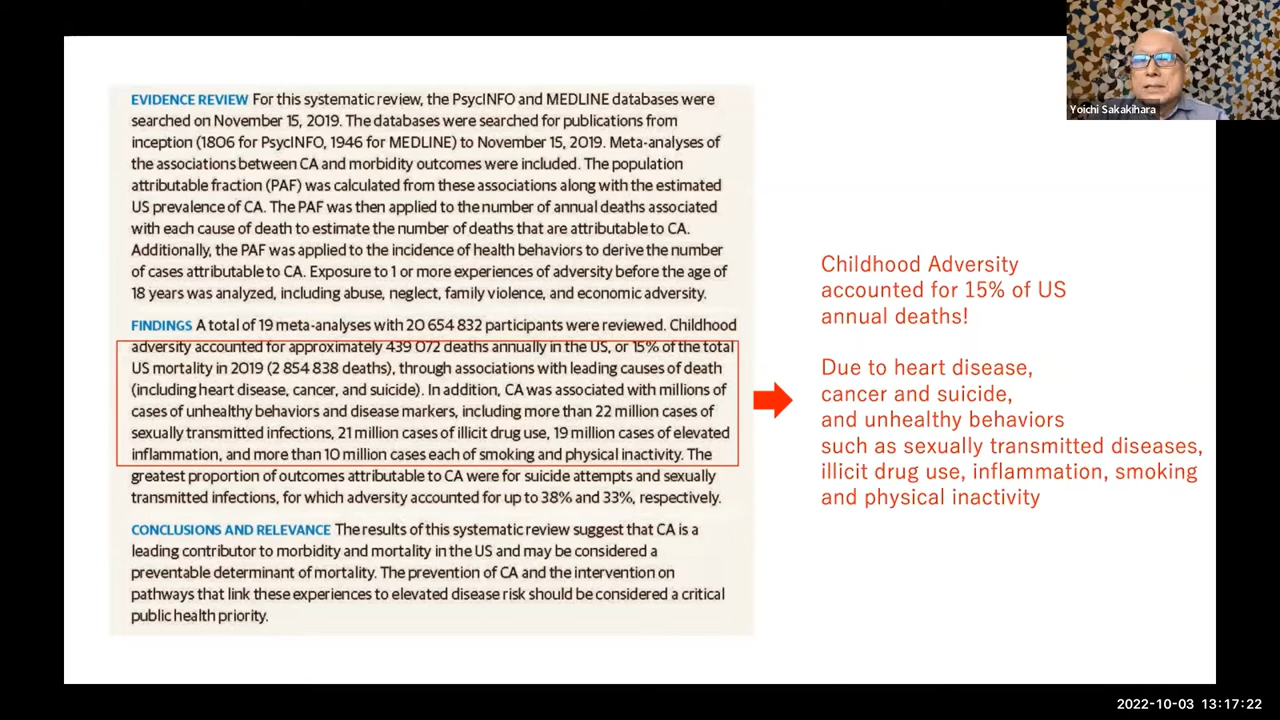 EVIDENCE REVIEW For this systematic review, the PsycINFO and MEDLINE databases were
searched on November 15, 2019. The databases were searched for publications from
inception (1806 for PsycINFO, 1946 for MEDLINE) to November 15, 2019. Meta-analyses of
the associations between CA and morbidity outcomes were included. The population
attributable fraction (PAF) was calculated from these associations along with the estimated
US prevalence of CA. The PAF was then applied to the number of annual deaths associated
with each cause of death to estimate the number of deaths that are attributable to CA.
Additionally, the PAF was applied to the incidence of health behaviors to derive the number
of cases attributable to CA. Exposure to 1 or more experiences of adversity before the age of
18 years was analyzed, including abuse, neglect, family violence, and economic adversity.
FINDINGS A total of 19 meta-analyses with 20 654 832 participants were reviewed. Childhood
adversity accounted for approximately 439 072 deaths annually in the US, or 15% of the total
US mortality in 2019 (2 854 838 deaths), through associations with leading causes of death
(including heart disease, cancer, and suicide). In addition, CA was associated with millions of
cases of unhealthy behaviors and disease markers, including more than 22 million cases of
sexually transmitted infections, 21 million cases of illicit drug use, 19 million cases of elevated
inflammation, and more than 10 million cases each of smoking and physical inactivity. The
greatest proportion of outcomes attributable to CA were for suicide attempts and sexually
transmitted infections, for which adversity accounted for up to 38% and 33%, respectively.
CONCLUSIONS AND RELEVANCE The results of this systematic review suggest that CA is a
leading contributor to morbidity and mortality in the US and may be considered a
preventable determinant of mortality. The prevention of CA and the intervention on
pathways that link these experiences to elevated disease risk should be considered a critical
public health priority.
Childhood Adversity
accounted for 15% of US
annual deaths!
Due to heart disease,
cancer and suicide,
and unhealthy behaviors
such as sexually transmitted diseases,
illicit drug use, inflammation, smoking
and physical inactivity
Yoichi Sakakihara
2022-10-03 13:17:22